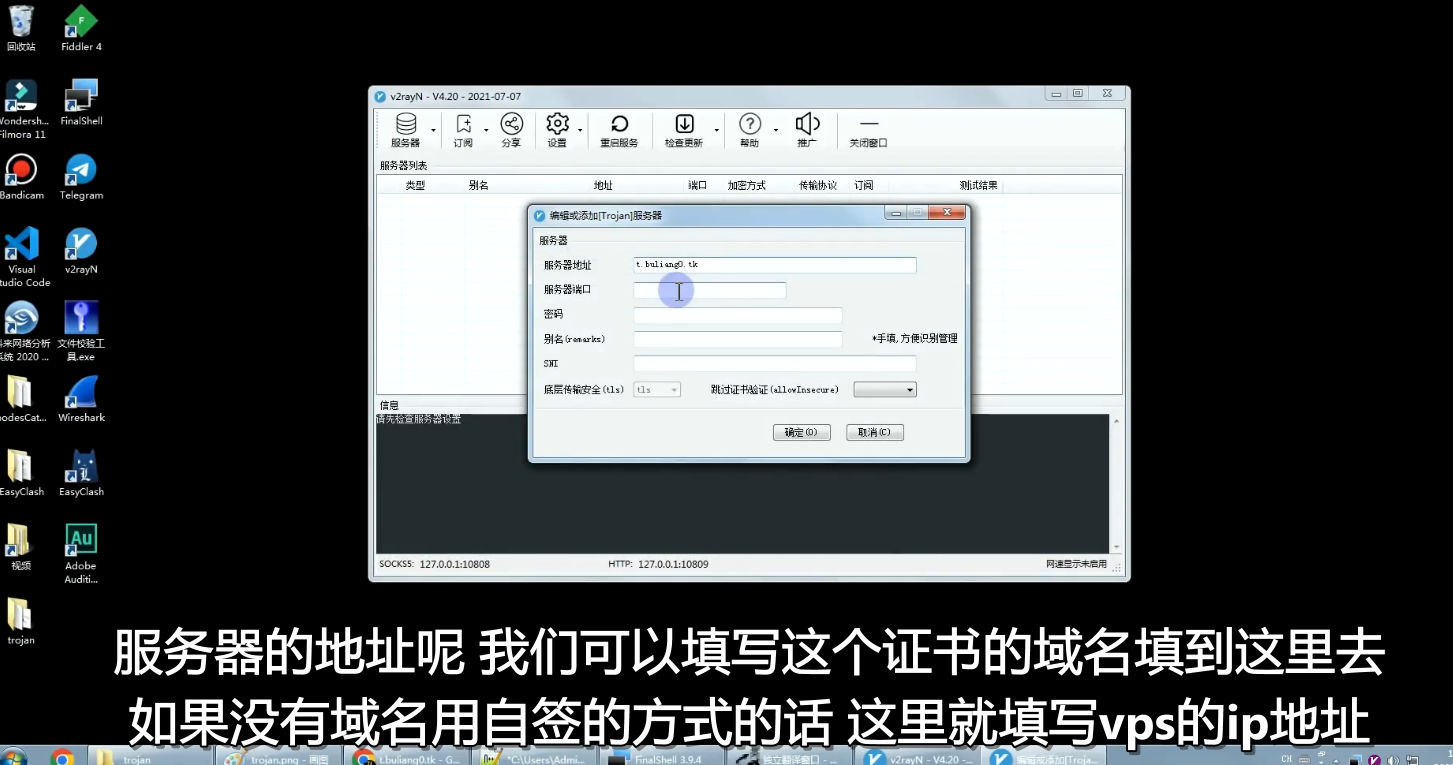 回收站
Fiddler 4
Wondersh...
Filmora 11
FinalShell
Bandicam
Telegram
Visual
Studio Code
v2rayN
来网络分析
系统 2020 ...
文件校验工
具.exe
nodesCat...
Wireshark
EasyClash
EasyClash
视频
Adobe
Auditi...
trojan
v2rayN - V4.20 - 2021-07-07
服务器
订阅
分享
设置
重启服务
检查更新
帮助
推广
关闭窗口
服务器列表
类型 别名 地址 端口 加密方式 传输协议 订阅 测试结果
编辑或添加[Trojan]服务器
服务器
服务器地址 t.buliang0.tk
服务器端口
密码
别名(remarks) *手填,方便识别管理
SNI
底层传输安全(tls) tls 跳过证书验证(allowInsecure)
确定(O) 取消(C)
信息
请先检查服务器设置
SOCKS5: 127.0.0.1:10808 HTTP: 127.0.0.1:10809 网速显示未启用
服务器的地址呢 我们可以填写这个证书的域名填到这里去
如果没有域名用自签的方式的话 这里就填写vps的ip地址
trojan
trojan.png - 画图
t.buliang0.tk - G...
*C:\Users\Admi...
FinalShell 3.9.4
独立翻译窗口 - ...
v2rayN - V4.20 -...
编辑或添加[Troja...
CH